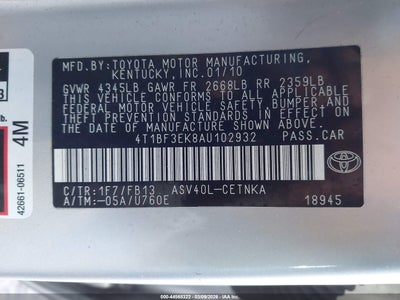 MFD.BY:TOYOTA MOTOR MANUFACTURING,
KENTUCKY,INC.01/10
GVWR 4345LB GAWR FR 2668LB RR 2359LB
THIS VEHICLE CONFORMS TO ALL APPLICABLE
FEDERAL MOTOR VEHICLE SAFETY, BUMPER,AND
THEFT PREVENTION STANDARDS IN EFFECT ON
THE DATE OF MANUFACTURE SHOWN ABOVE.
4T1BF3EK8AU102932 PASS.CAR
C/TR:1F7/FB13 ASV40L-CETNKA
A/TM:-05A/U760E 18945
TOYOTA
4M
42661-06511